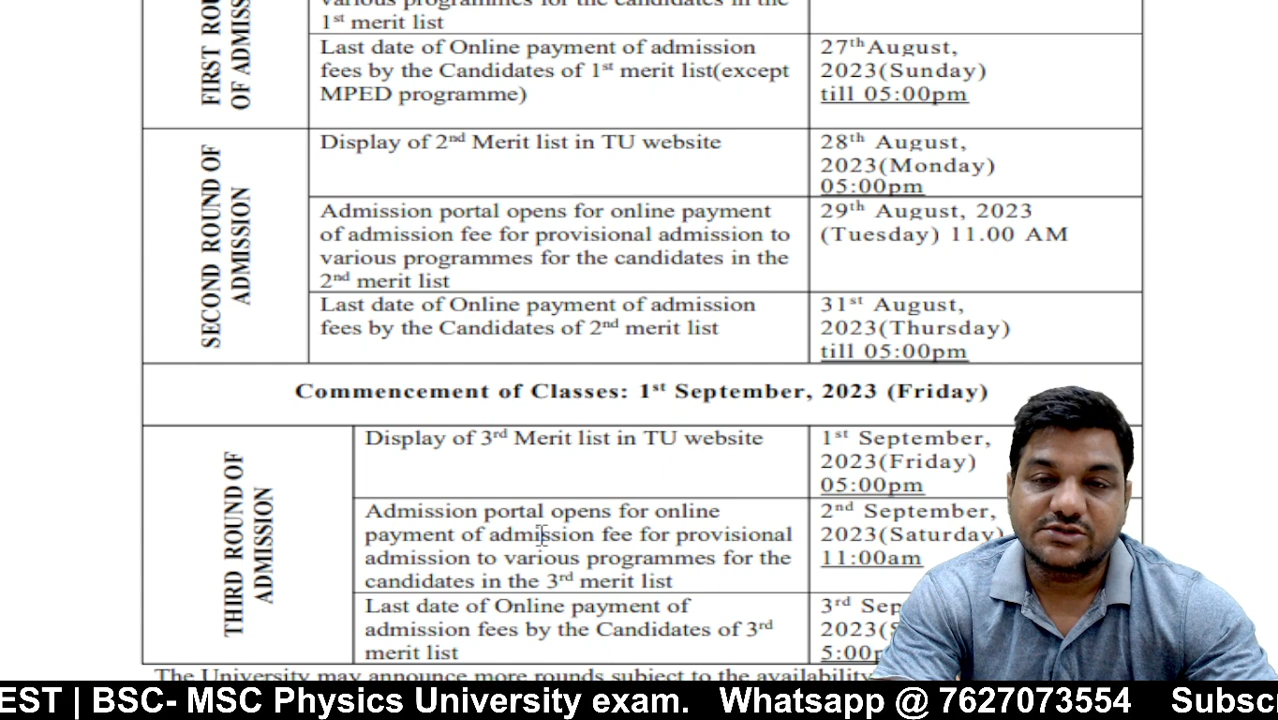 various programmes for the candidates in the
1st merit list
FIRST ROU
OF ADMISS
Last date of Online payment of admission
fees by the Candidates of 1st merit list(except
MPED programme)
27thAugust,
2023(Sunday)
till 05:00pm
SECOND ROUND OF
ADMISSION
Display of 2nd Merit list in TU website
28th August,
2023(Monday)
05:00pm
Admission portal opens for online payment
of admission fee for provisional admission to
various programmes for the candidates in the
2nd merit list
29th August, 2023
(Tuesday) 11.00 AM
Last date of Online payment of admission
fees by the Candidates of 2nd merit list
31st August,
2023(Thursday)
till 05:00pm
Commencement of Classes: 1st September, 2023 (Friday)
THIRD ROUND OF
ADMISSION
Display of 3rd Merit list in TU website
1st September,
2023(Friday)
05:00pm
Admission portal opens for online
payment of admission fee for provisional
admission to various programmes for the
candidates in the 3rd merit list
2nd September,
2023(Saturday)
11:00am
Last date of Online payment of
admission fees by the Candidates of 3rd
merit list
3rd Sep
2023(S
5:00p
The University may announce more rounds subject to the availability
EST | BSC- MSC Physics University exam. Whatsapp @ 7627073554 Subsc